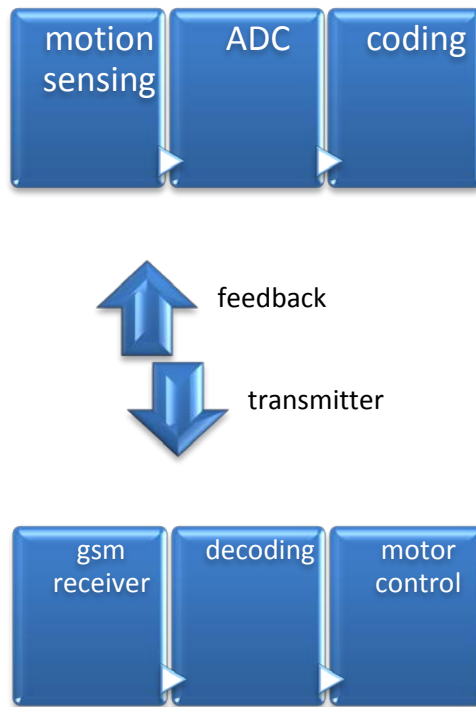 motion
sensing
ADC
coding
feedback
transmitter
gsm
receiver
decoding
motor
control